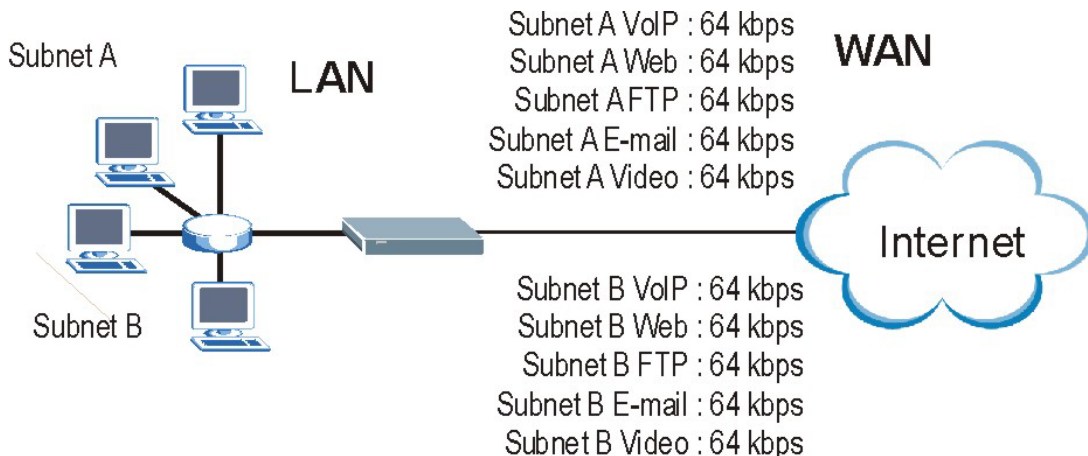 Subnet A
LAN
Subnet A VoIP : 64 kbps
Subnet A Web : 64 kbps
Subnet A FTP : 64 kbps
Subnet A E-mail : 64 kbps
Subnet A Video : 64 kbps
WAN
Internet
Subnet B
Subnet B VoIP : 64 kbps
Subnet B Web : 64 kbps
Subnet B FTP : 64 kbps
Subnet B E-mail : 64 kbps
Subnet B Video : 64 kbps